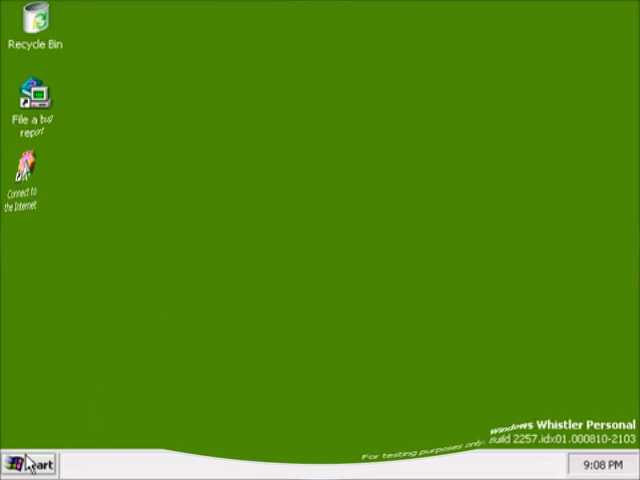 Recycle Bin
File a bug
report
Connect to
the Internet
Windows Whistler Personal
For testing purposes only. Build 2257.idx01.000810-2103
9:08 PM